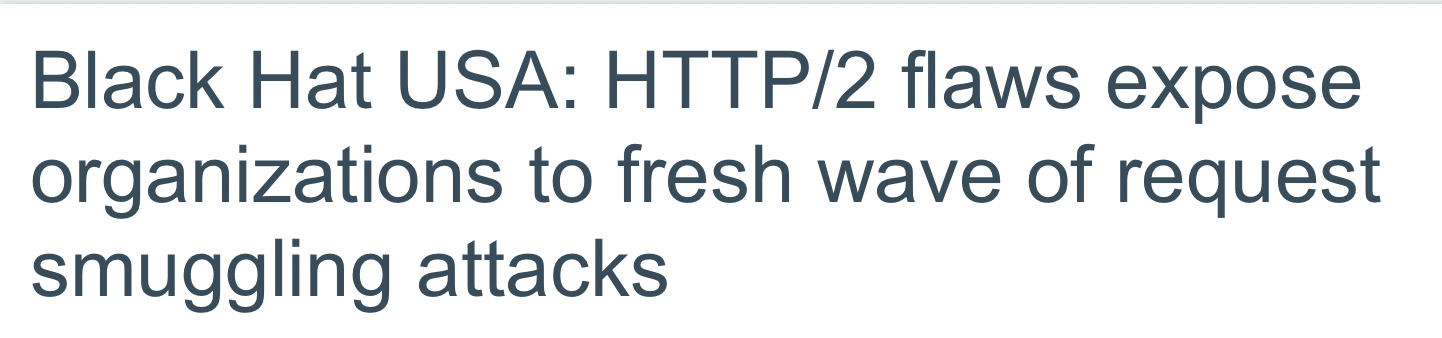 Black Hat USA: HTTP/2 flaws expose
organizations to fresh wave of request
smuggling attacks